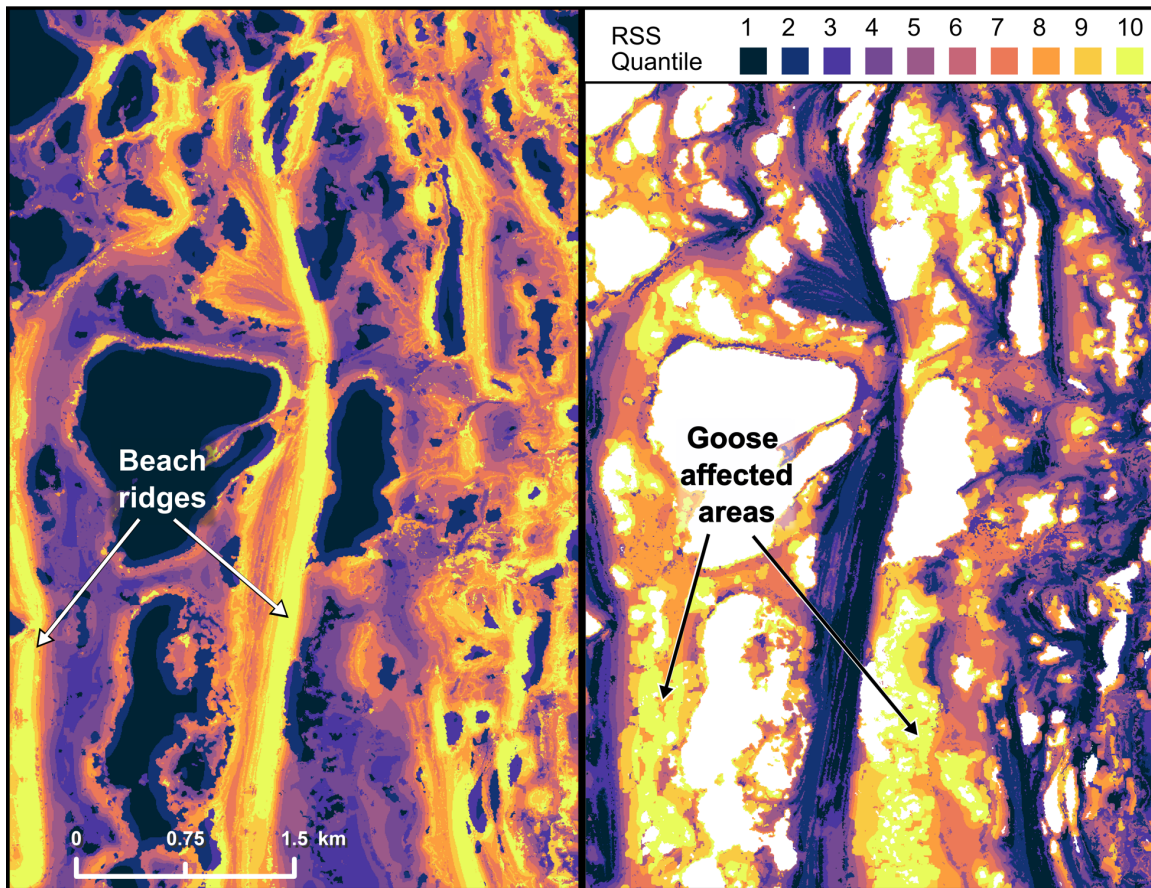 RSS
Quantile
1 2 3 4 5 6 7 8 9 10
Beach
ridges
0 0.75 1.5 km
Goose
affected
areas